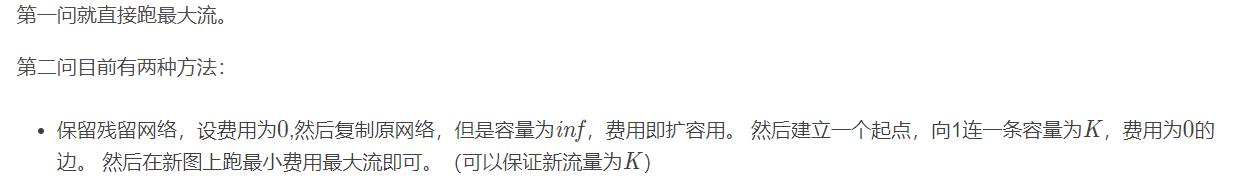 第一问就直接跑最大流。
第二问目前有两种方法：
• 保留残留网络，设费用为0,然后复制原网络，但是容量为inf，费用即扩容用。 然后建立一个起点，向1连一条容量为K，费用为0的
边。 然后在新图上跑最小费用最大流即可。（可以保证新流量为K）